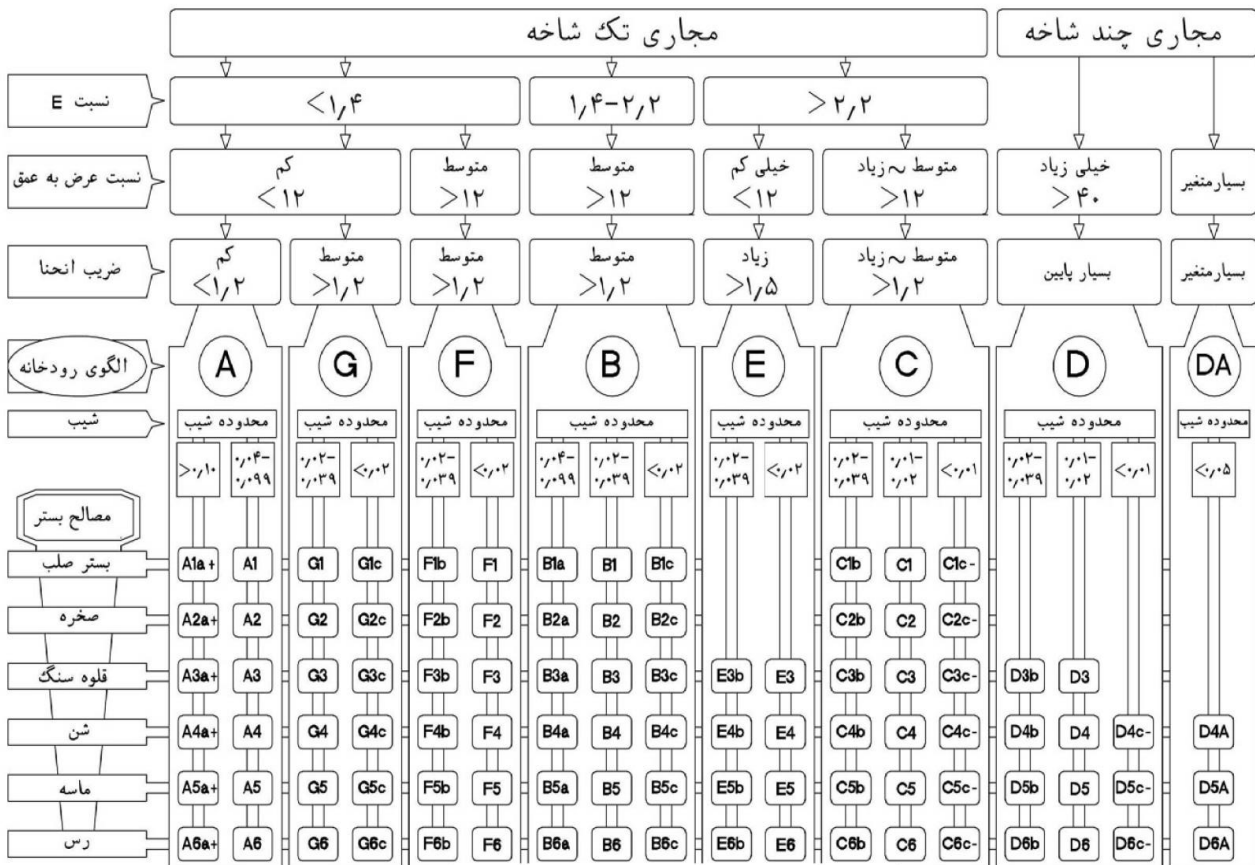 مجاری تک شاخه
مجاری چند شاخه
نسبت E
<۱٫۴
۱٫۴-۲٫۲
>۲٫۲
نسبت عرض به عمق
کم
<۱۲
متوسط
>۱۲
متوسط
>۱۲
خیلی کم
<۱۲
متوسط ~ زیاد
>۱۲
خیلی زیاد
>۴۰
بسیارمتغیر
ضریب انحنا
کم
<۱٫۲
متوسط
>۱٫۲
متوسط
>۱٫۲
متوسط
>۱٫۲
زیاد
>۱٫۵
متوسط ~ زیاد
>۱٫۲
بسیار پایین
بسیارمتغیر
الگوی رودخانه
A G F B E C D DA
شیب
محدوده شیب محدوده شیب محدوده شیب محدوده شیب محدوده شیب محدوده شیب محدوده شیب محدوده شیب
>۰٫۱۰
۰٫۰۴-
۰٫۰۹۹
۰٫۰۲-
۰٫۰۳۹
<۰٫۰۲
۰٫۰۲-
۰٫۰۳۹
<۰٫۰۲
۰٫۰۴-
۰٫۰۹۹
۰٫۰۲-
۰٫۰۳۹
<۰٫۰۲
۰٫۰۲-
۰٫۰۳۹
<۰٫۰۲
۰٫۰۲-
۰٫۰۳۹
۰٫۰۱-
۰٫۰۲
<۰٫۰۱
۰٫۰۲-
۰٫۰۳۹
۰٫۰۱-
۰٫۰۲
<۰٫۰۱
<۰٫۰۵
مصالح بستر
بستر صلب
A1a+ A1 G1 G1c F1b F1 B1a B1 B1c C1b C1 C1c-
صخره
A2a+ A2 G2 G2c F2b F2 B2a B2 B2c C2b C2 C2c-
قلوه سنگ
A3a+ A3 G3 G3c F3b F3 B3a B3 B3c E3b E3 C3b C3 C3c- D3b D3
شن
A4a+ A4 G4 G4c F4b F4 B4a B4 B4c E4b E4 C4b C4 C4c- D4b D4 D4c- D4A
ماسه
A5a+ A5 G5 G5c F5b F5 B5a B5 B5c E5b E5 C5b C5 C5c- D5b D5 D5c- D5A
رس
A6a+ A6 G6 G6c F6b F6 B6a B6 B6c E6b E6 C6b C6 C6c- D6b D6 D6c- D6A